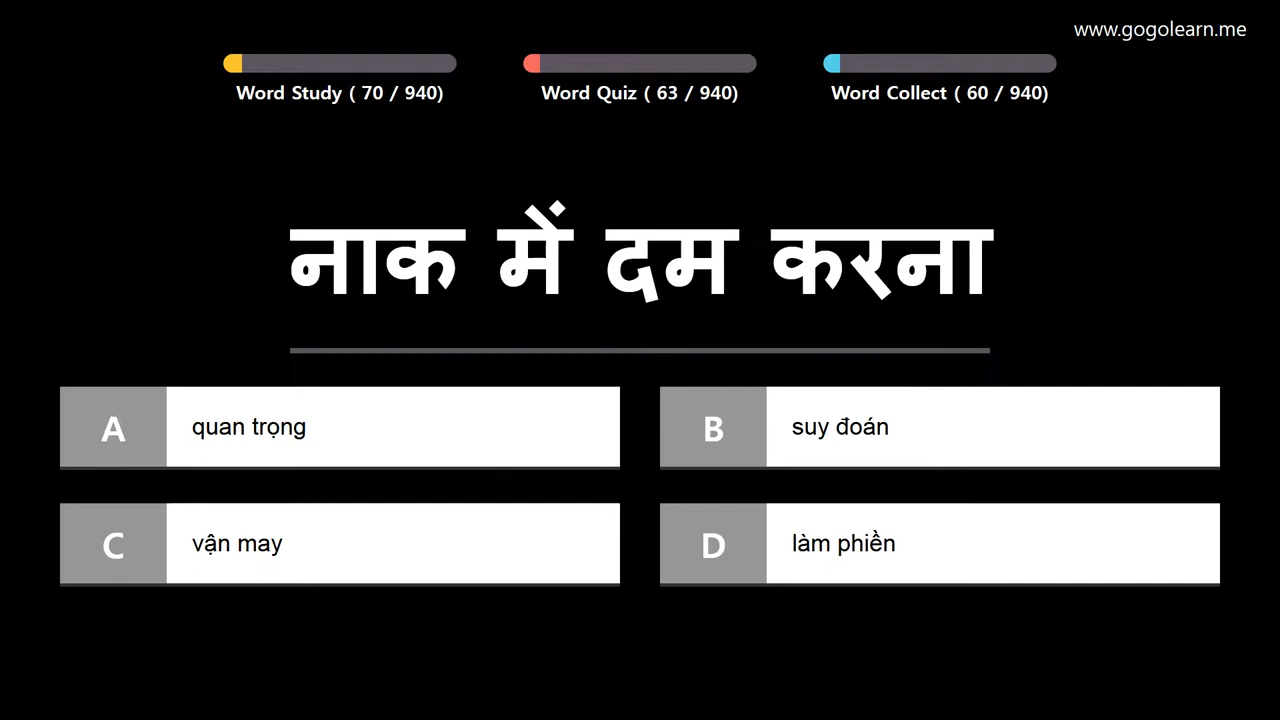 www.gogolearn.me
Word Study ( 70 / 940)
Word Quiz ( 63 / 940)
Word Collect ( 60 / 940)
नाक में दम करना
A quan trọng
B suy đoán
C vận may
D làm phiền